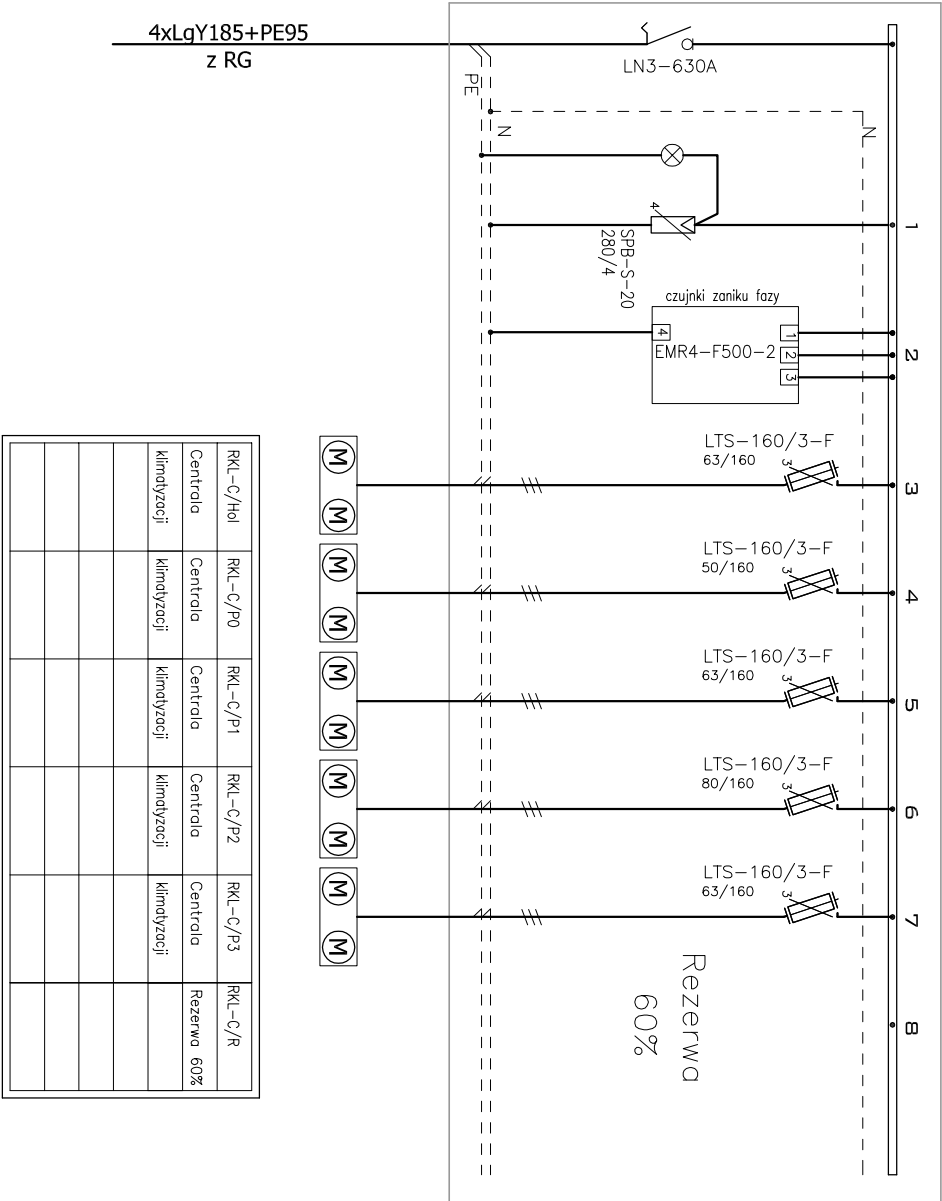 4xLgY185+PE95
z RG
LN3-630A
PE
N
N
1
4
SPB-S-20
280/4
czujnki zaniku fazy
4
EMR4-F500-2
1
2
3
2
LTS-160/3-F
63/160
3
3
LTS-160/3-F
50/160
3
4
LTS-160/3-F
63/160
3
5
LTS-160/3-F
80/160
3
6
LTS-160/3-F
63/160
3
7
8
Rezerwa
60%
M M
M M
M M
M M
M M
RKL-C/Hol
Centrala
klimatyzacji
RKL-C/P0
Centrala
klimatyzacji
RKL-C/P1
Centrala
klimatyzacji
RKL-C/P2
Centrala
klimatyzacji
RKL-C/P3
Centrala
klimatyzacji
RKL-C/R
Rezerwa 60%